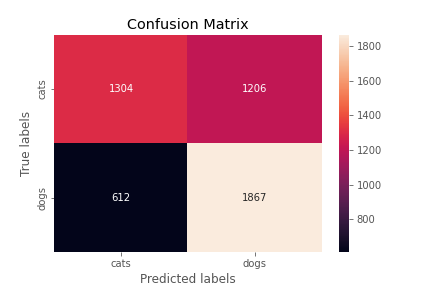 Confusion Matrix
True labels
cats
dogs
1304
1206
612
1867
cats
dogs
Predicted labels
1800
1600
1400
1200
1000
800